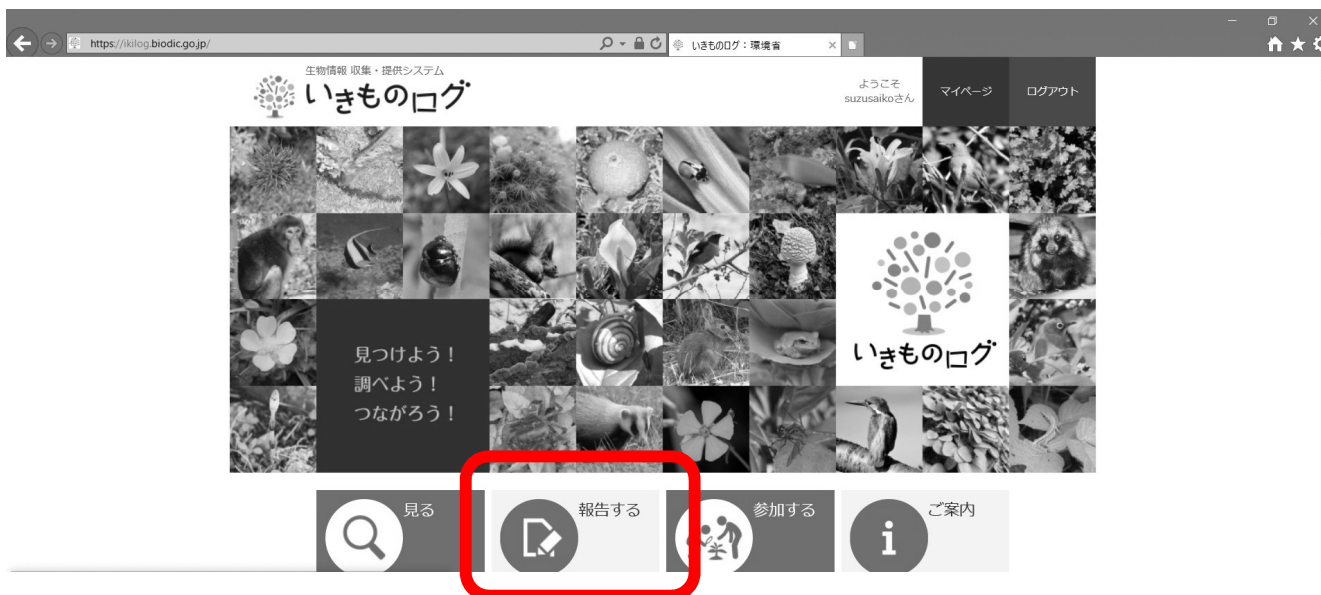 https://ikilog.biodic.go.jp/
いきものログ：環境省
生物情報 収集・提供システム
いきものログ
ようこそ
suzusaikoさん
マイページ
ログアウト
見つけよう！
調べよう！
つながろう！
いきものログ
見る
報告する
参加する
ご案内